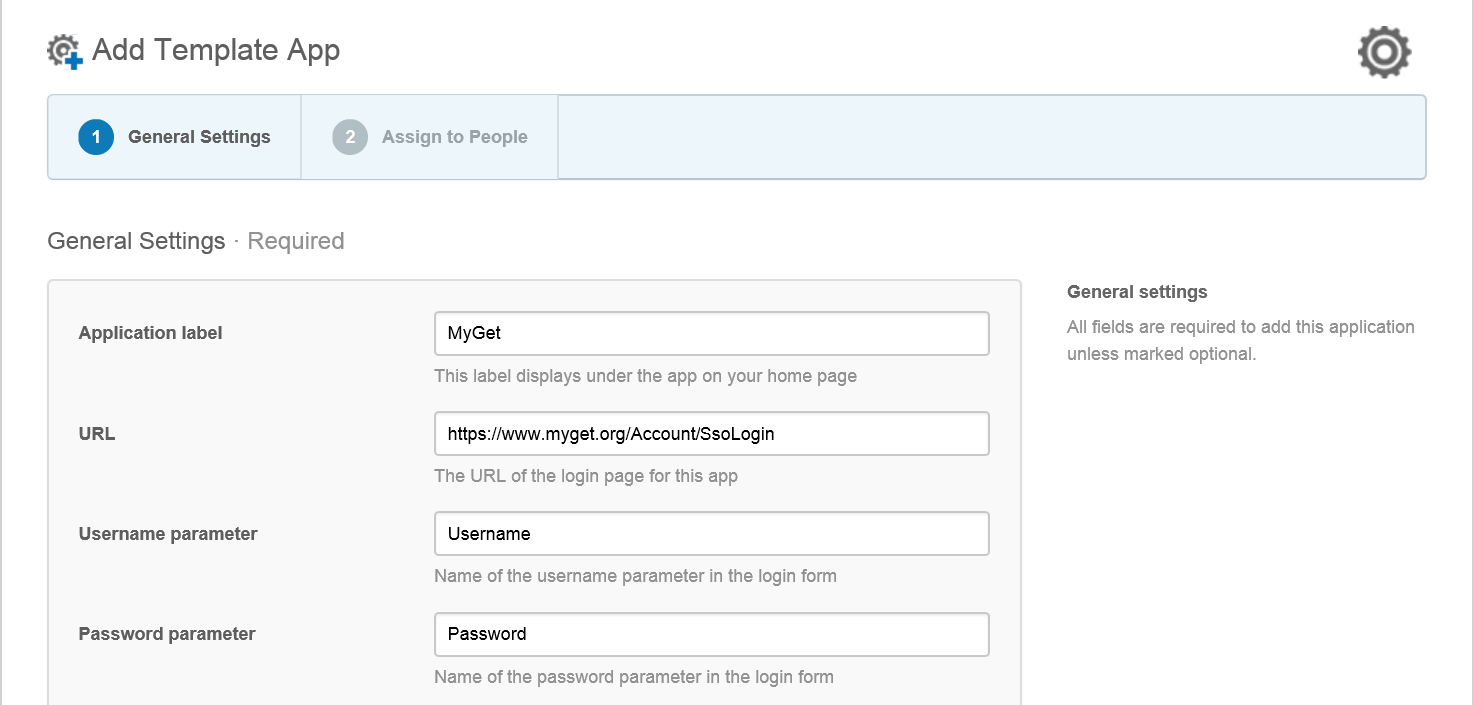 Add Template App
1 General Settings
2 Assign to People
General Settings · Required
Application label
MyGet
This label displays under the app on your home page
URL
https://www.myget.org/Account/SsoLogin
The URL of the login page for this app
Username parameter
Username
Name of the username parameter in the login form
Password parameter
Password
Name of the password parameter in the login form
General settings
All fields are required to add this application
unless marked optional.